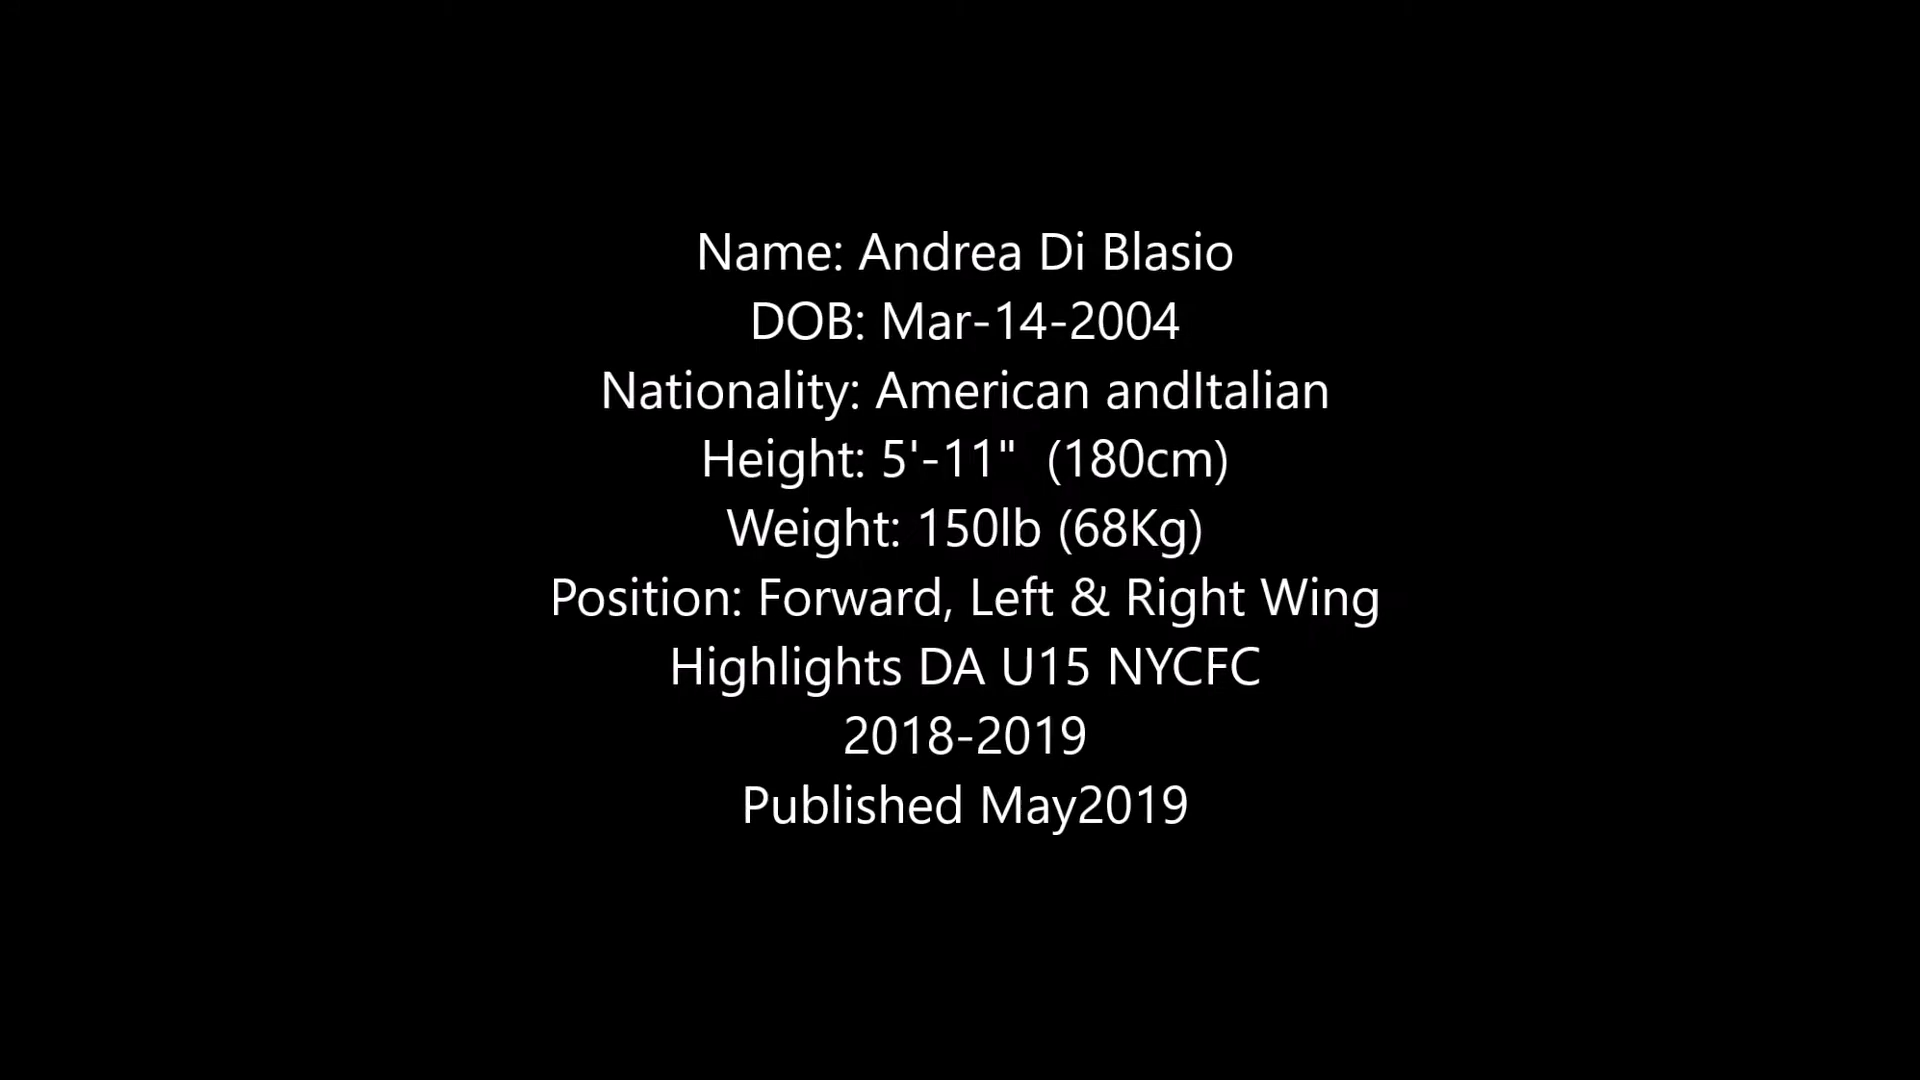 Name: Andrea Di Blasio
DOB: Mar-14-2004
Nationality: American andItalian
Height: 5'-11"  (180cm)
Weight: 150lb (68Kg)
Position: Forward, Left & Right Wing
Highlights DA U15 NYCFC
2018-2019
Published May2019